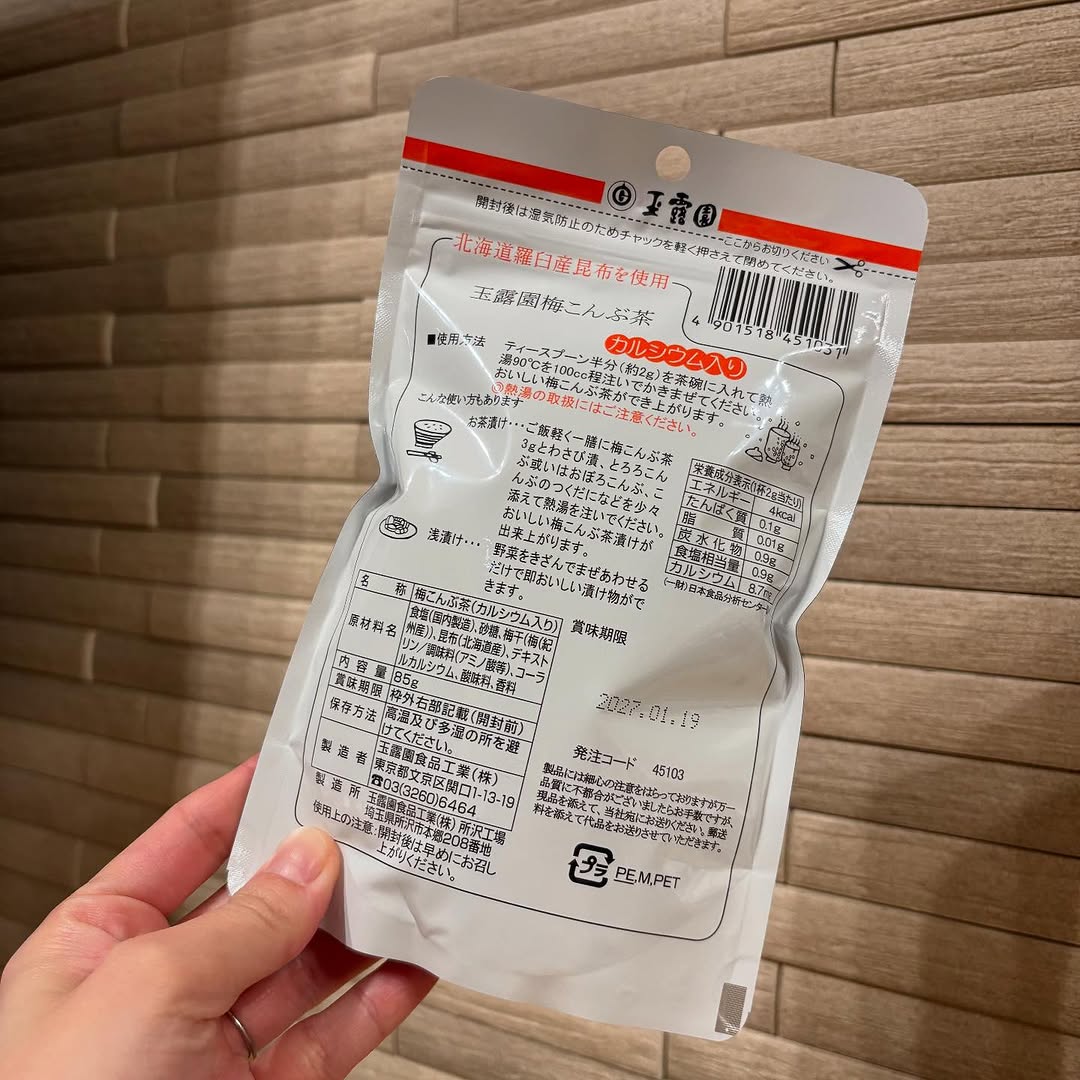 玉露園
ここからお切りください
開封後は湿気防止のためチャックを軽く押さえて閉めてください。
北海道羅臼産昆布を使用
玉露園梅こんぶ茶
4 901518 451031
カルシウム入り
■使用方法
ティースプーン半分(約2g)を茶碗に入れて熱
湯90℃を100cc程注いでかきまぜてください。
おいしい梅こんぶ茶ができ上がります。
◎熱湯の取扱にはご注意ください。
こんな使い方もあります
お茶漬け・・・ご飯軽く一膳に梅こんぶ茶
3gとわさび漬、とろろこん
ぶ或いはおぼろこんぶ、こ
んぶのつくだになどを少々
添えて熱湯を注いでください。
おいしい梅こんぶ茶漬けが
出来上がります。
浅漬け・・・野菜をきざんでまぜあわせる
だけで即おいしい漬け物がで
きます。
栄養成分表示(1杯2g当たり)
エネルギー 4kcal
たんぱく質 0.1g
脂質 0.01g
炭水化物 0.9g
食塩相当量 0.9g
カルシウム 8.7mg
(一財)日本食品分析センター
名称 梅こんぶ茶(カルシウム入り)
原材料名 食塩(国内製造)、砂糖、梅干(梅(紀
州産))、昆布(北海道産)、デキスト
リン/調味料(アミノ酸等)、コーラ
ルカルシウム、酸味料、香料
内容量 85g
賞味期限 枠外右部記載(開封前)
保存方法 高温及び多湿の所を避
けてください。
製造者 玉露園食品工業(株)
東京都文京区関口1-13-19
☎03(3260)6464
製造所 玉露園食品工業(株)所沢工場
埼玉県所沢市本郷208番地
使用上の注意:開封後は早めにお召し
上がりください。
賞味期限
2027.01.19
発注コード 45103
製品には細心の注意をはらっておりますが万一
品質に不都合がございましたらお手数ですが、
現品を添えて、当社宛にお送りください。郵送
料を添えて代品をお送りさせていただきます。
プラ PE,M,PET